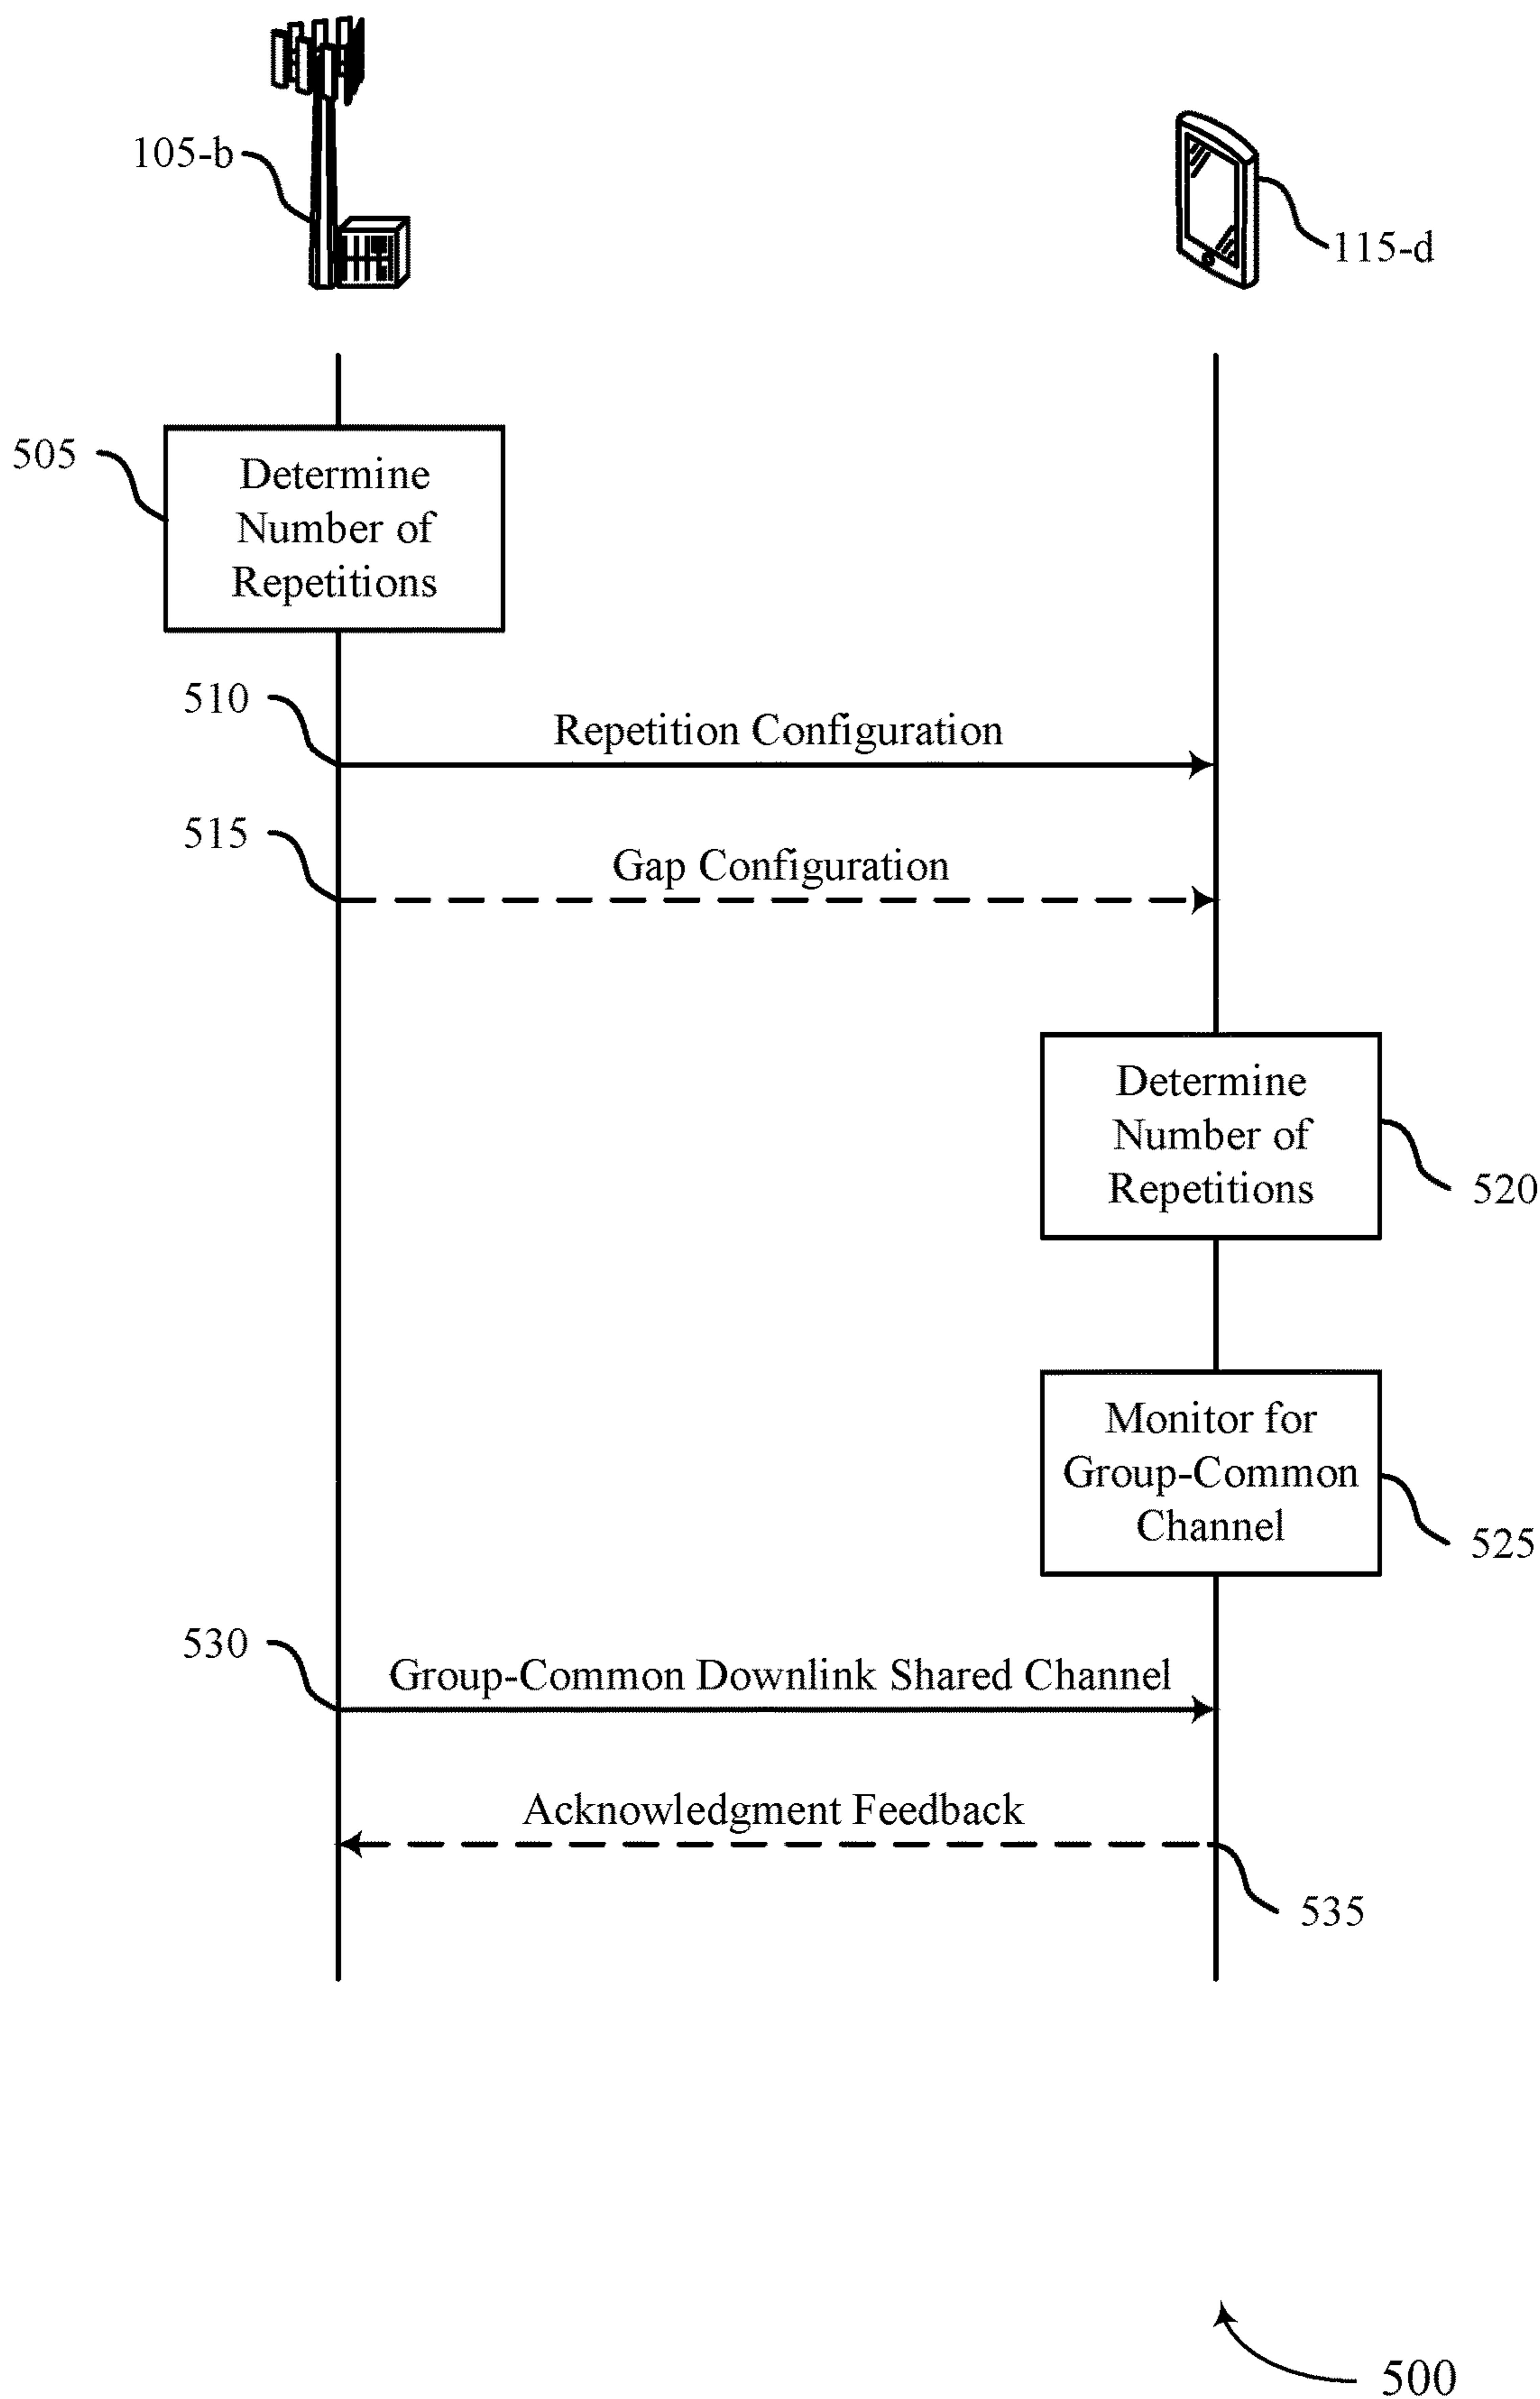 105-b
115-d
505
Determine
Number of
Repetitions
510
Repetition Configuration
515
Gap Configuration
Determine
Number of
Repetitions
520
Monitor for
Group-Common
Channel
525
530
Group-Common Downlink Shared Channel
Acknowledgment Feedback
535
500